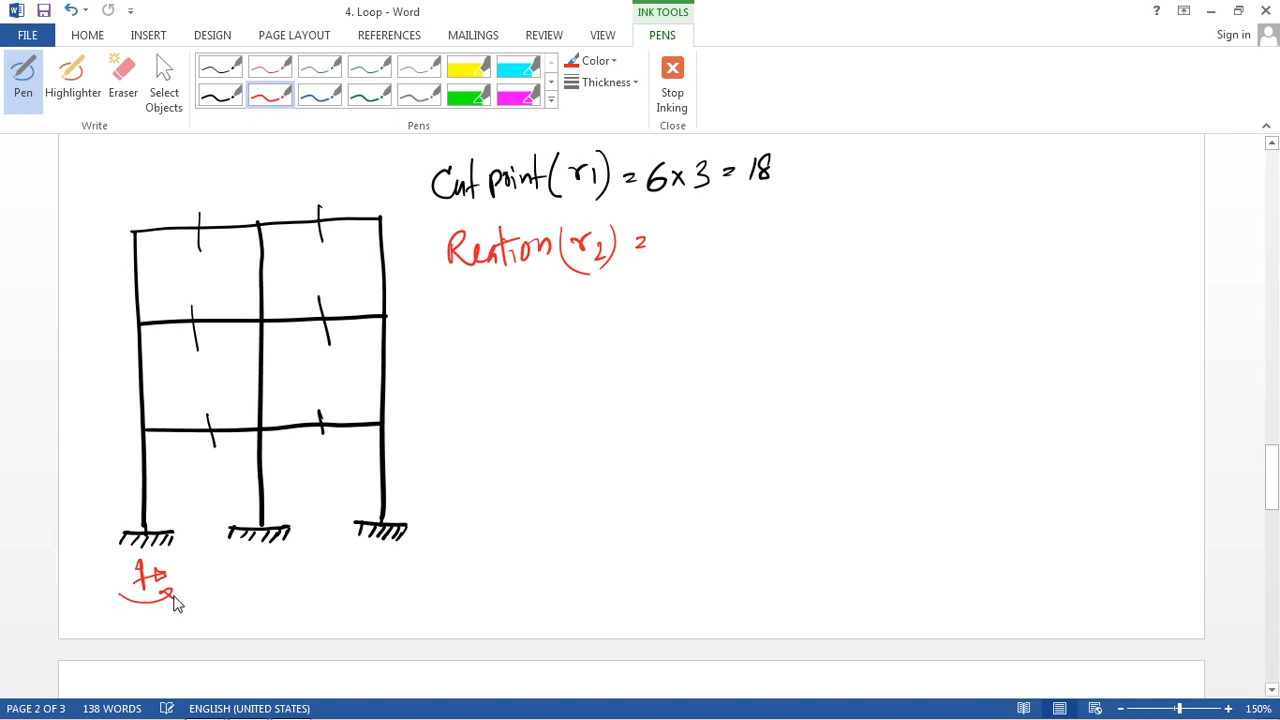 4. Loop - Word
INK TOOLS
FILE HOME INSERT DESIGN PAGE LAYOUT REFERENCES MAILINGS REVIEW VIEW PENS Sign in
Pen Highlighter Eraser Select Objects
Color
Thickness
Stop Inking
Write Pens Close
Cut point (r1) = 6 x 3 = 18
Reation (r2) =
PAGE 2 OF 3 138 WORDS ENGLISH (UNITED STATES) 150%